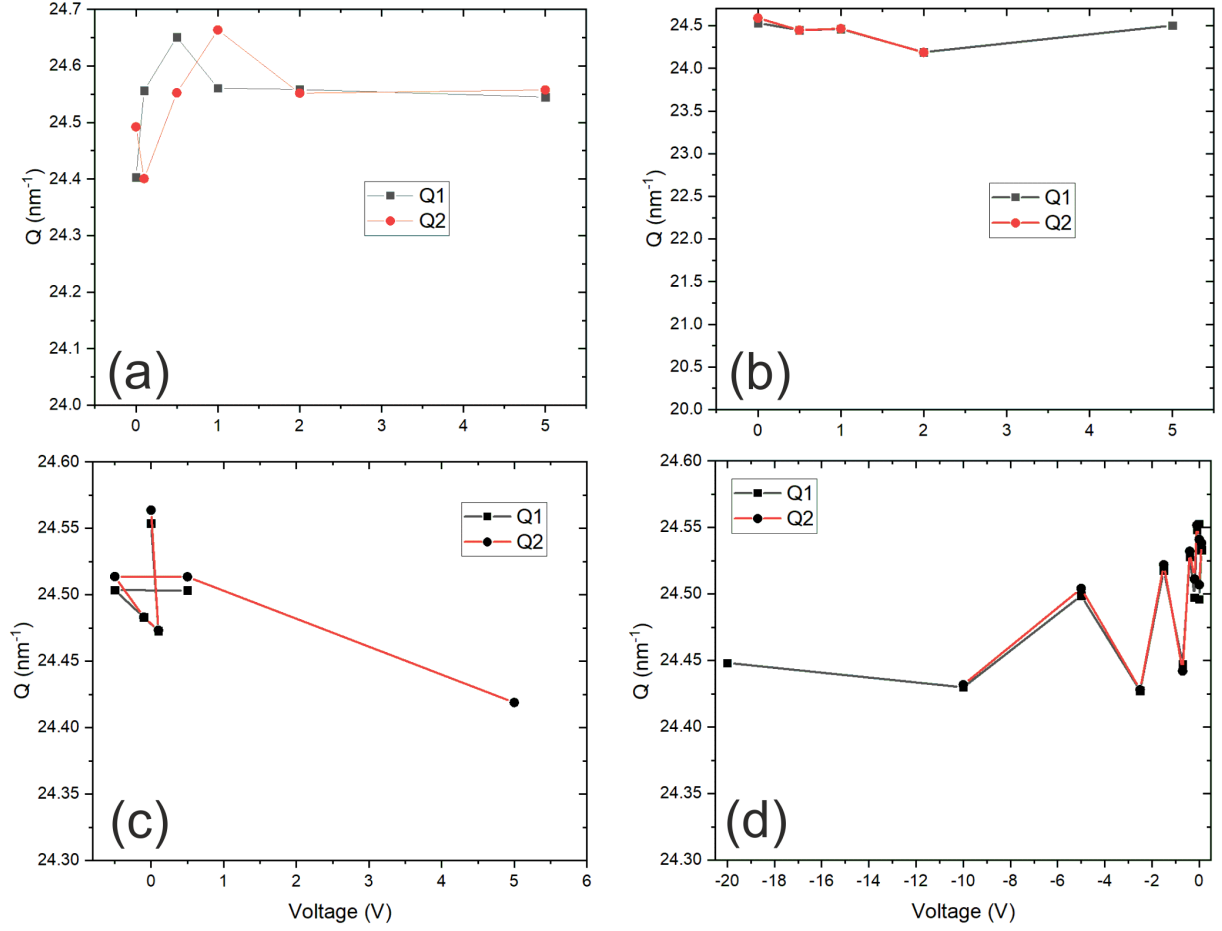 24.7
24.6
24.5
24.4
24.3
24.2
24.1
24.0
Q (nm⁻¹)
Q1
Q2
(a)
0 1 2 3 4 5
24.5
24.0
23.5
23.0
22.5
22.0
21.5
21.0
20.5
20.0
Q (nm⁻¹)
Q1
Q2
(b)
0 1 2 3 4 5
24.60
24.55
24.50
24.45
24.40
24.35
24.30
Q (nm⁻¹)
Q1
Q2
(c)
0 1 2 3 4 5 6
Voltage (V)
24.60
24.55
24.50
24.45
24.40
24.35
24.30
Q (nm⁻¹)
Q1
Q2
(d)
-20 -18 -16 -14 -12 -10 -8 -6 -4 -2 0
Voltage (V)